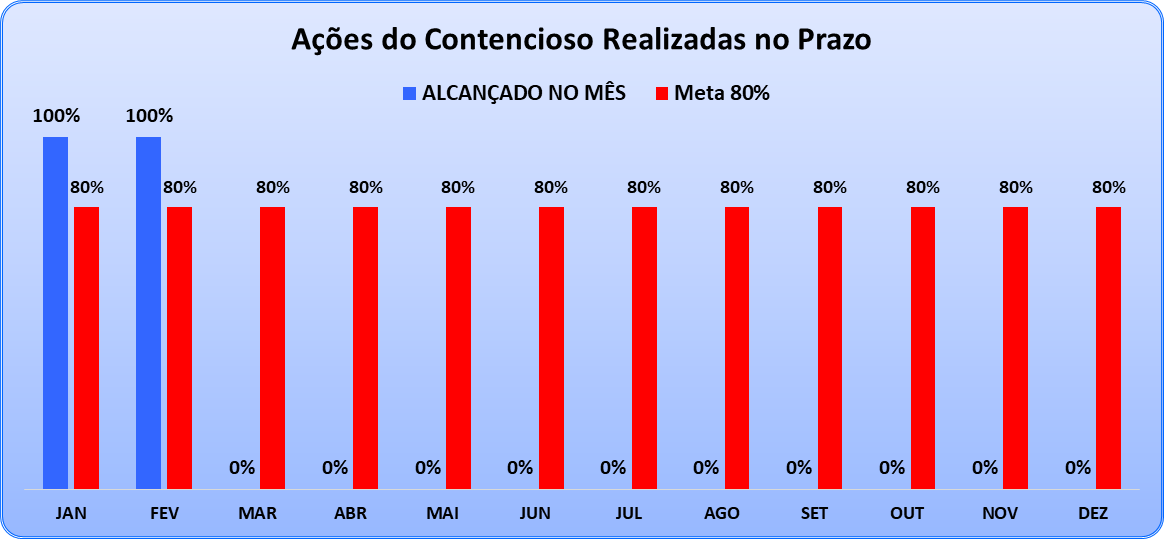 Ações do Contencioso Realizadas no Prazo
ALCANÇADO NO MÊS Meta 80%
100% 100%
80% 80% 80% 80% 80% 80% 80% 80% 80% 80% 80% 80%
0% 0% 0% 0% 0% 0% 0% 0% 0% 0%
JAN FEV MAR ABR MAI JUN JUL AGO SET OUT NOV DEZ